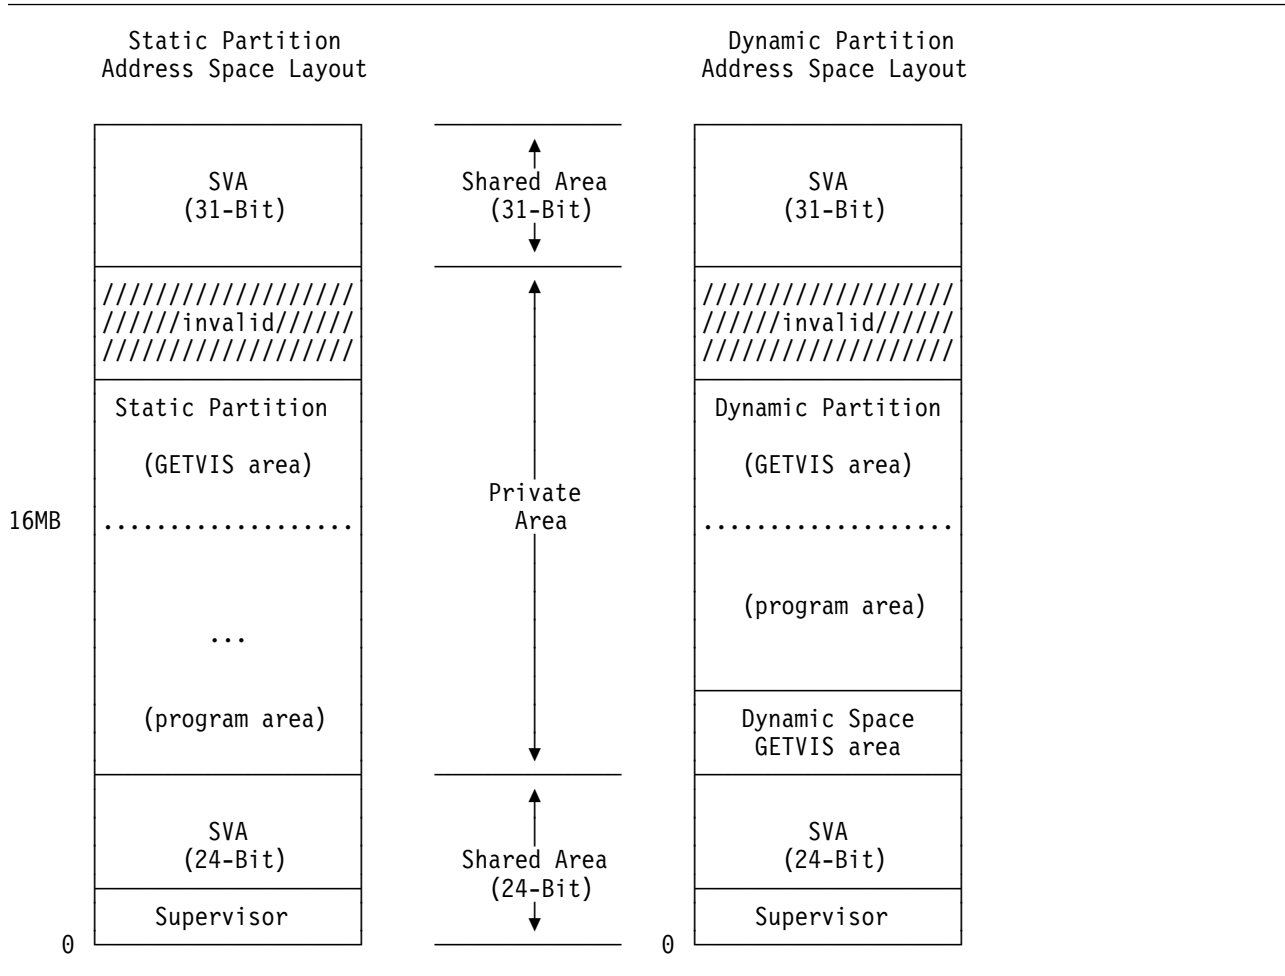 Static Partition Dynamic Partition
Address Space Layout Address Space Layout
SVA Shared Area SVA
(31-Bit) (31-Bit) (31-Bit)
///////////////////  ///////////////////
//////invalid////// //////invalid//////
/////////////////// ///////////////////
Static Partition Dynamic Partition
(GETVIS area) (GETVIS area)
Private
16MB ................... Area ...................
(program area)
...
(program area) Dynamic Space
GETVIS area
SVA SVA
(24-Bit) Shared Area (24-Bit)
(24-Bit)
Supervisor Supervisor
0 0